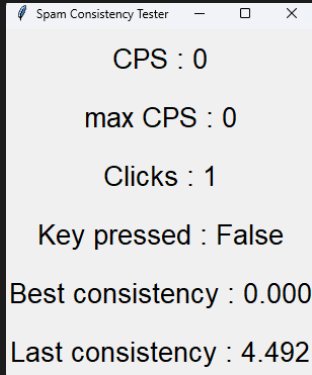 Spam Consistency Tester
CPS : 0
max CPS : 0
Clicks : 1
Key pressed : False
Best consistency : 0.000
Last consistency : 4.492